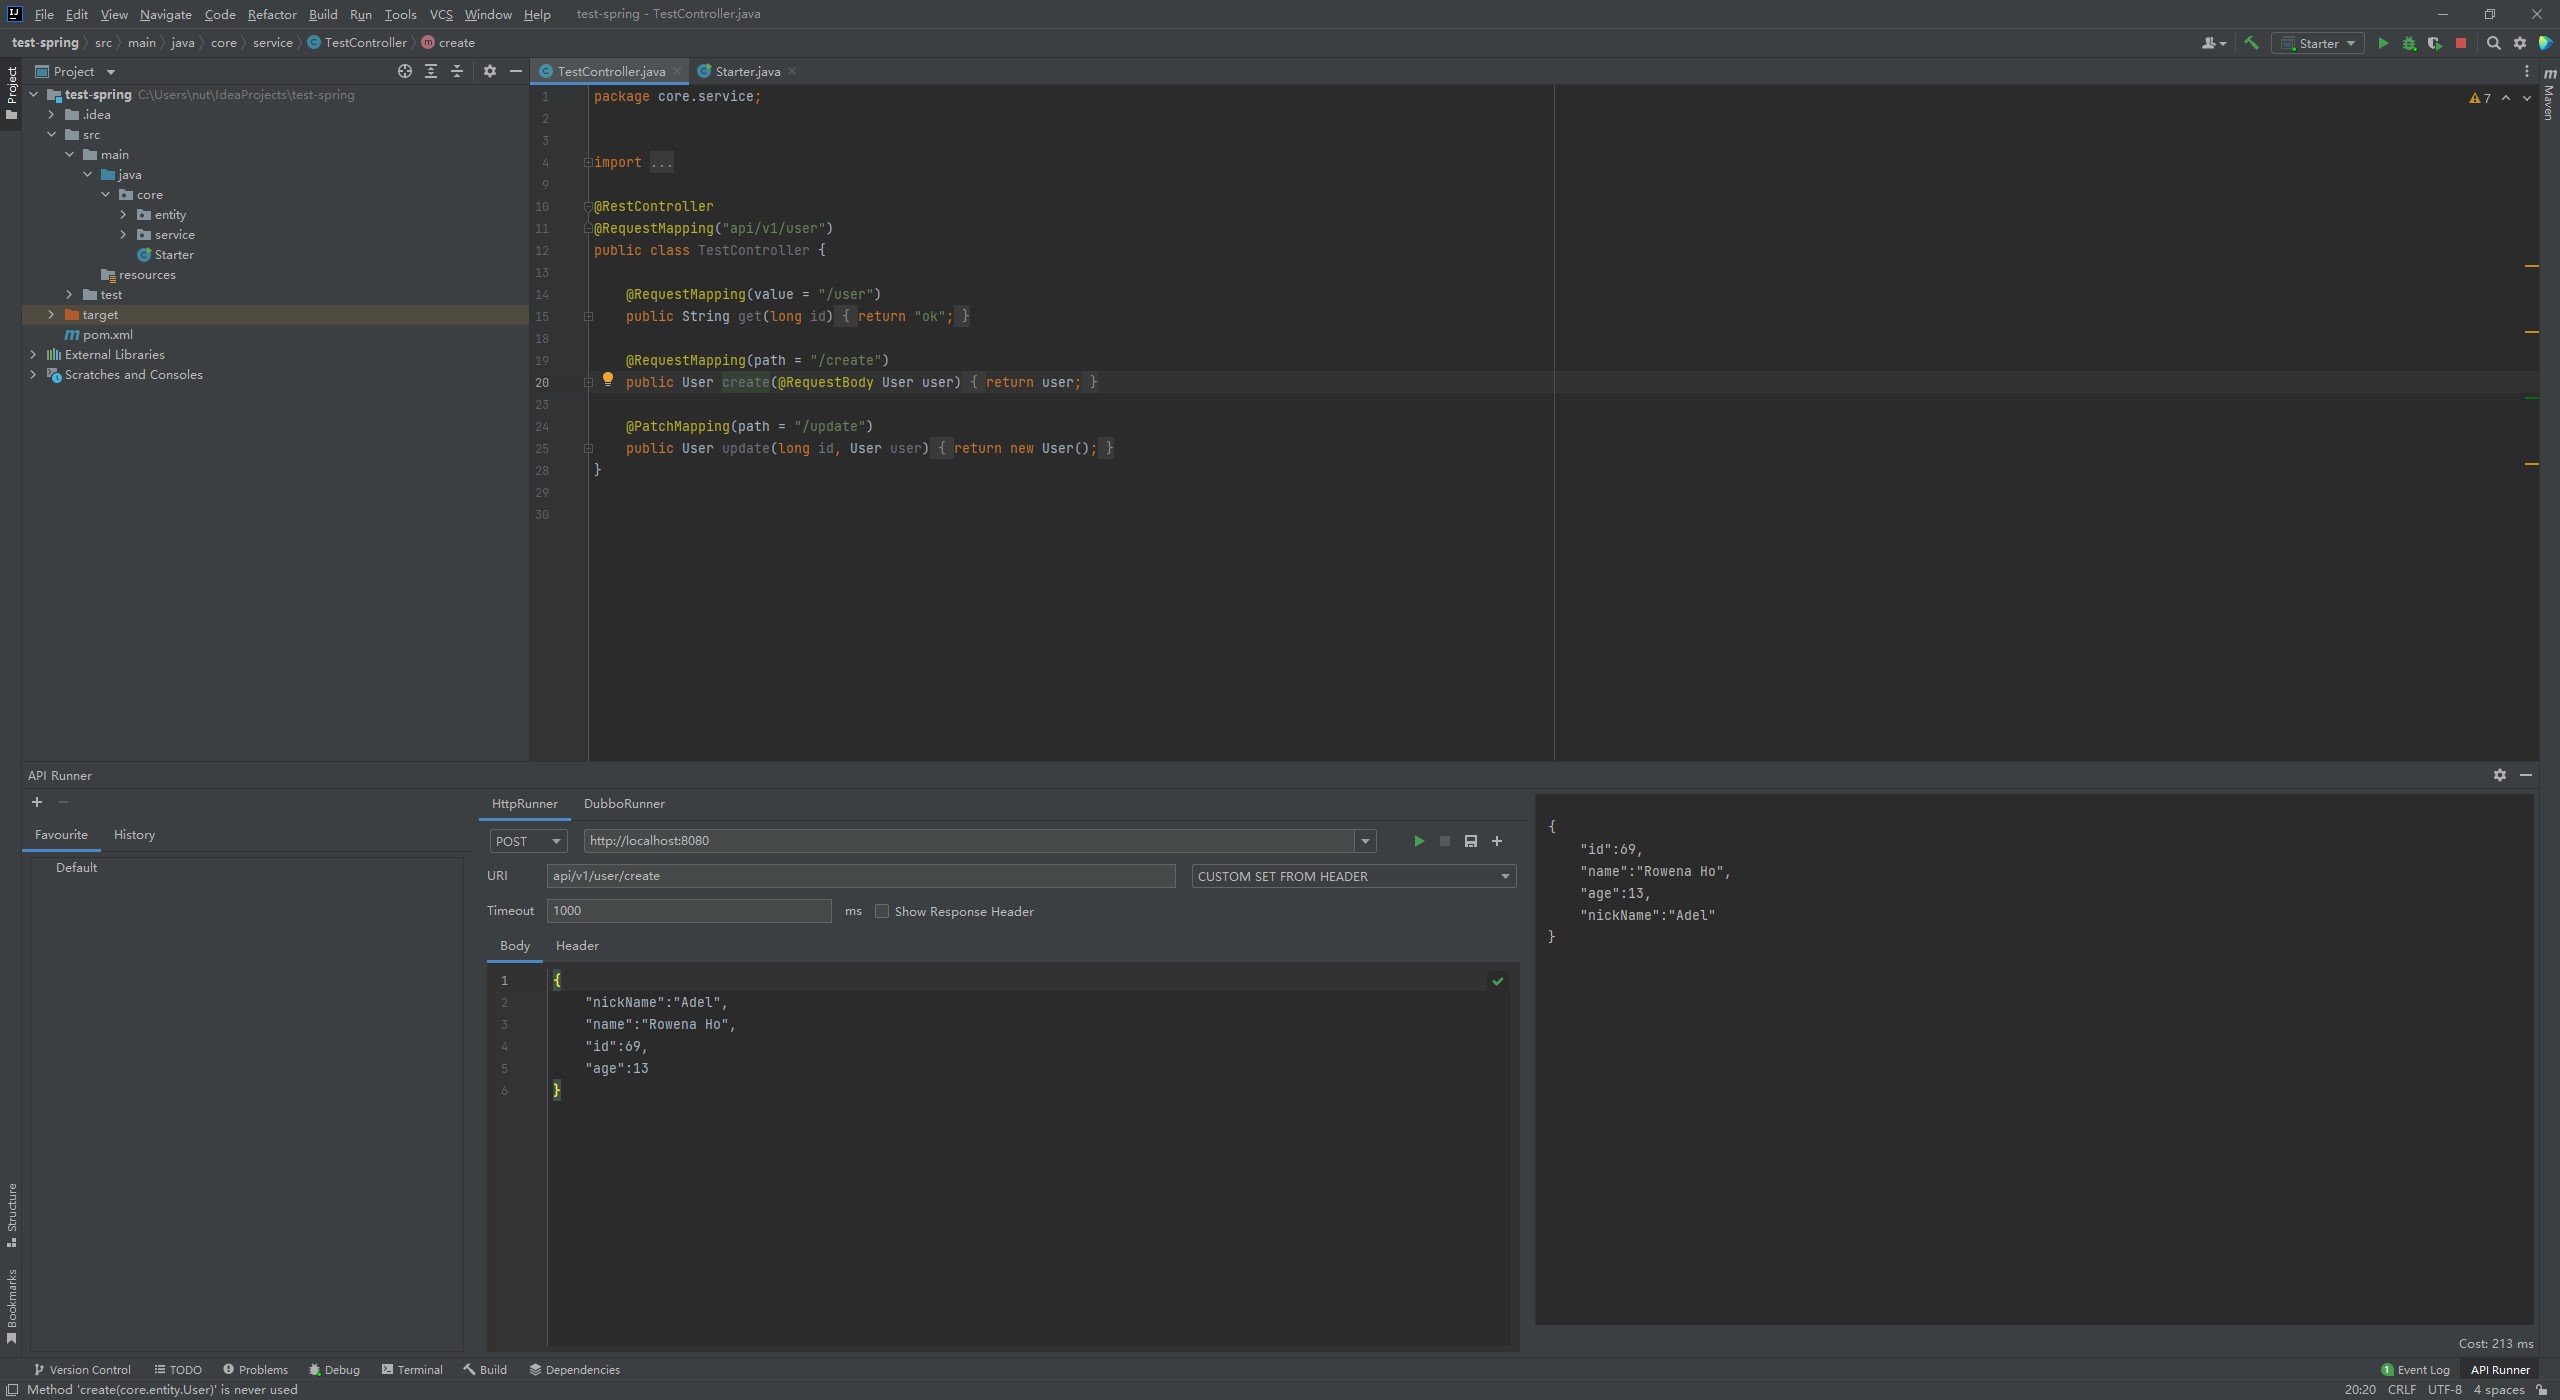 File Edit View Navigate Code Refactor Build Run Tools VCS Window Help test-spring - TestController.java
test-spring src main java core service TestController create
Starter
Project
Project
test-spring C:\Users\nut\IdeaProjects\test-spring
.idea
src
main
java
core
entity
service
Starter
resources
test
target
pom.xml
External Libraries
Scratches and Consoles
TestController.java Starter.java
Maven
7
1 package core.service;
2
3
4 import ...
9
10 @RestController
11 @RequestMapping("api/v1/user")
12 public class TestController {
13
14 @RequestMapping(value = "/user")
15 public String get(long id) { return "ok"; }
18
19 @RequestMapping(path = "/create")
20 public User create(@RequestBody User user) { return user; }
23
24 @PatchMapping(path = "/update")
25 public User update(long id, User user) { return new User(); }
28 }
29
30
API Runner
Favourite History
Default
HttpRunner DubboRunner
POST http://localhost:8080
URI api/v1/user/create CUSTOM SET FROM HEADER
Timeout 1000 ms Show Response Header
Body Header
1 {
2 "nickName":"Adel",
3 "name":"Rowena Ho",
4 "id":69,
5 "age":13
6 }
{
"id":69,
"name":"Rowena Ho",
"age":13,
"nickName":"Adel"
}
Cost: 213 ms
Structure
Bookmarks
Version Control TODO Problems Debug Terminal Build Dependencies
1 Event Log API Runner
Method 'create(core.entity.User)' is never used
20:20 CRLF UTF-8 4 spaces